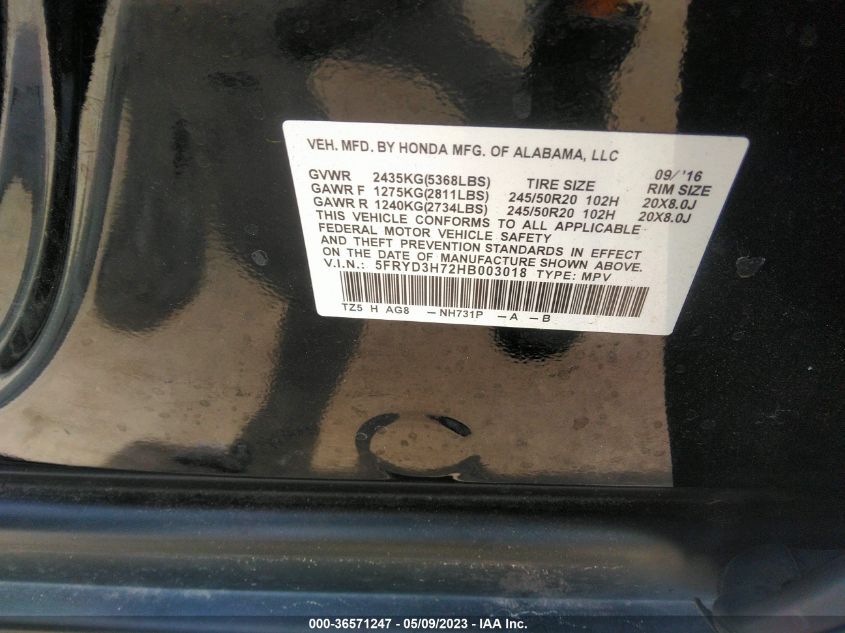 VEH. MFD. BY HONDA MFG. OF ALABAMA, LLC
09/ '16
GVWR 2435KG(5368LBS) TIRE SIZE RIM SIZE
GAWR F 1275KG(2811LBS) 245/50R20 102H 20X8.0J
GAWR R 1240KG(2734LBS) 245/50R20 102H 20X8.0J
THIS VEHICLE CONFORMS TO ALL APPLICABLE
FEDERAL MOTOR VEHICLE SAFETY
AND THEFT PREVENTION STANDARDS IN EFFECT
ON THE DATE OF MANUFACTURE SHOWN ABOVE.
V.I.N.: 5FRYD3H72HB003018 TYPE: MPV
TZ5 H AG8 –NH731P –A –B
000-36571247 - 05/09/2023 - IAA Inc.